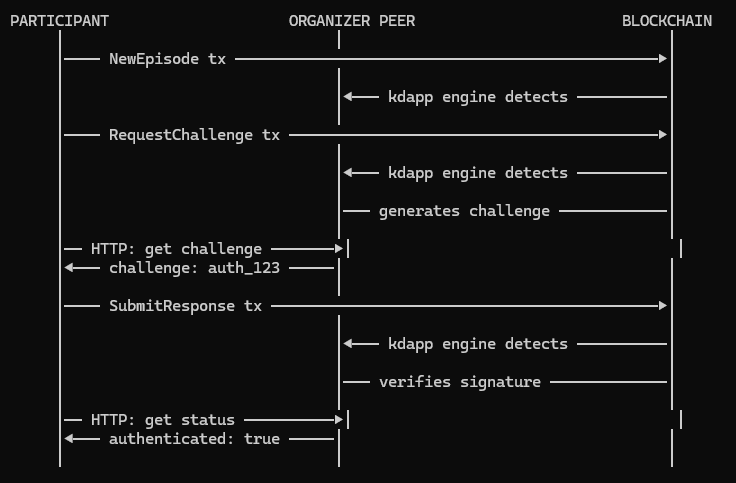 PARTICIPANT ORGANIZER PEER BLOCKCHAIN
NewEpisode tx
kdapp engine detects
RequestChallenge tx
kdapp engine detects
generates challenge
HTTP: get challenge
challenge: auth_123
SubmitResponse tx
kdapp engine detects
verifies signature
HTTP: get status
authenticated: true